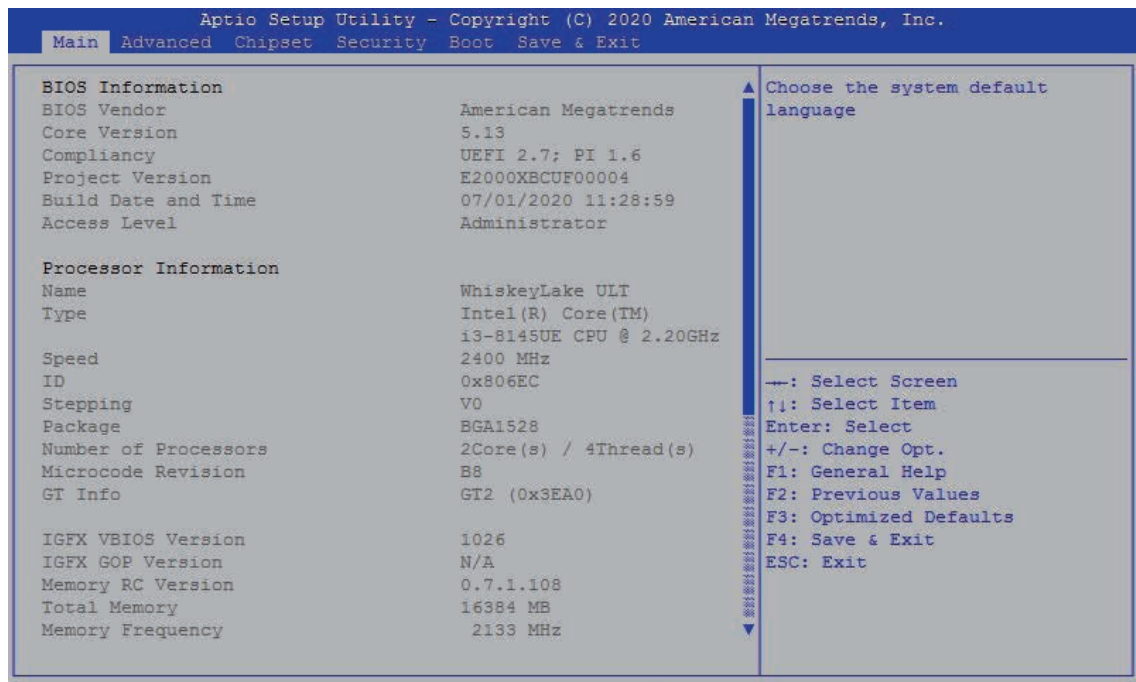 Aptio Setup Utility – Copyright (C) 2020 American Megatrends, Inc.
Main Advanced Chipset Security Boot Save & Exit
BIOS Information
BIOS Vendor American Megatrends
Core Version 5.13
Compliancy UEFI 2.7; PI 1.6
Project Version E2000XBCUF00004
Build Date and Time 07/01/2020 11:28:59
Access Level Administrator
Processor Information
Name WhiskeyLake ULT
Type Intel(R) Core(TM)
i3-8145UE CPU @ 2.20GHz
Speed 2400 MHz
ID 0x806EC
Stepping V0
Package BGA1528
Number of Processors 2Core(s) / 4Thread(s)
Microcode Revision B8
GT Info GT2 (0x3EA0)
IGFX VBIOS Version 1026
IGFX GOP Version N/A
Memory RC Version 0.7.1.108
Total Memory 16384 MB
Memory Frequency 2133 MHz
Choose the system default
language
→←: Select Screen
↑↓: Select Item
Enter: Select
+/-: Change Opt.
F1: General Help
F2: Previous Values
F3: Optimized Defaults
F4: Save & Exit
ESC: Exit